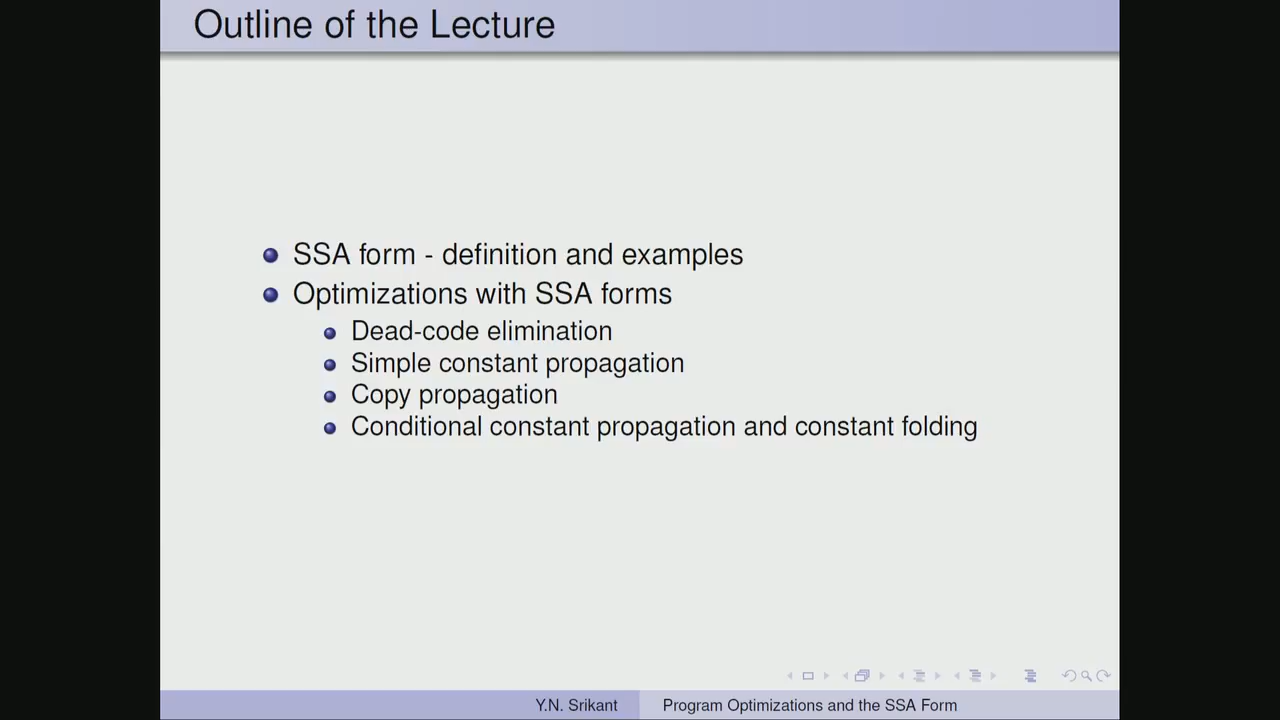 Outline of the Lecture
SSA form - definition and examples
Optimizations with SSA forms
Dead-code elimination
Simple constant propagation
Copy propagation
Conditional constant propagation and constant folding
Y.N. Srikant
Program Optimizations and the SSA Form